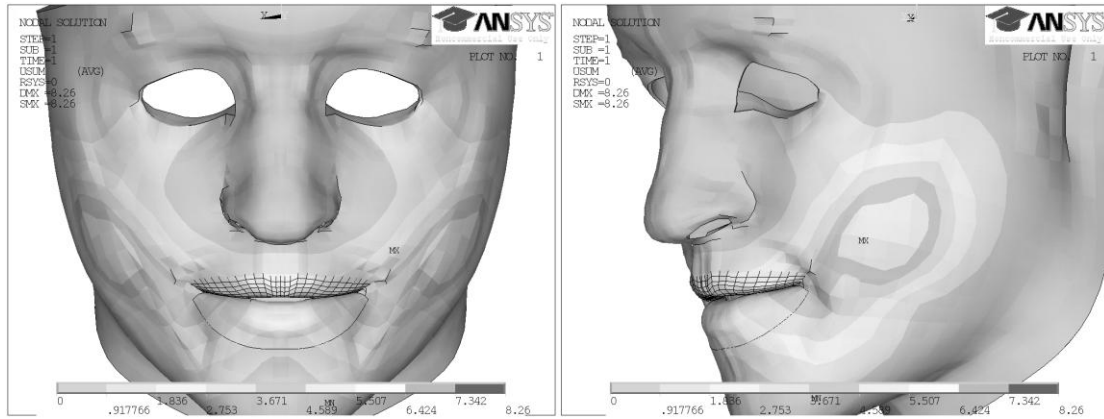 NODAL SOLUTION
STEP=1
SUB =1
TIME=1
USUM (AVG)
RSYS=0
DMX =8.26
SMX =8.26
ANSYS
PLOT NO. 1
Y
MX
MN
0 1.836 3.671 5.507 7.342
.917766 2.753 4.589 6.424 8.26
NODAL SOLUTION
STEP=1
SUB =1
TIME=1
USUM (AVG)
RSYS=0
DMX =8.26
SMX =8.26
ANSYS
PLOT NO. 1
MX
0 1.836 3.671 5.507 7.342
.917766 2.753 4.589 6.424 8.26